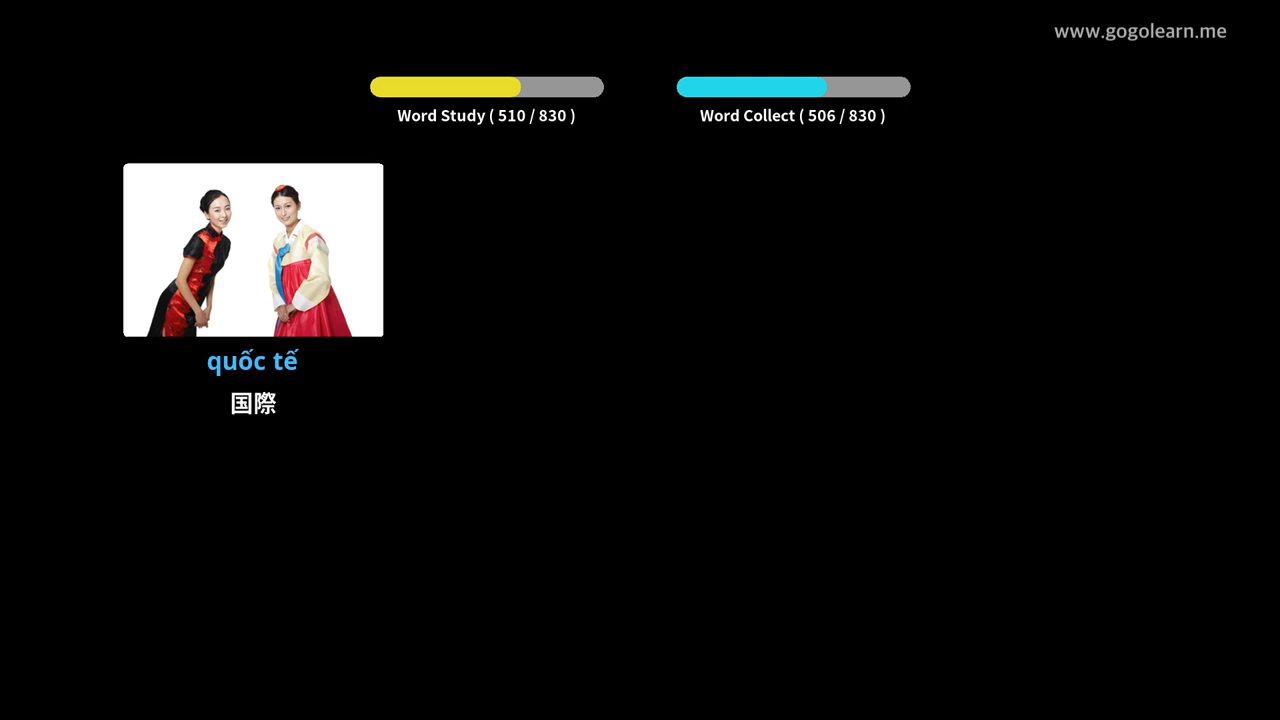 www.gogolearn.me
Word Study ( 510 / 830 )
Word Collect ( 506 / 830 )
quốc tế
国際